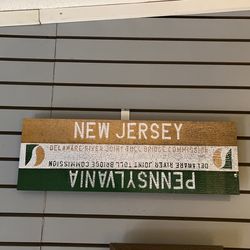 NEW JERSEY
DELAWARE RIVER JOINT TOLL BRIDGE COMMISSION
DELAWARE RIVER JOINT TOLL BRIDGE COMMISSION
PENNSYLVANIA